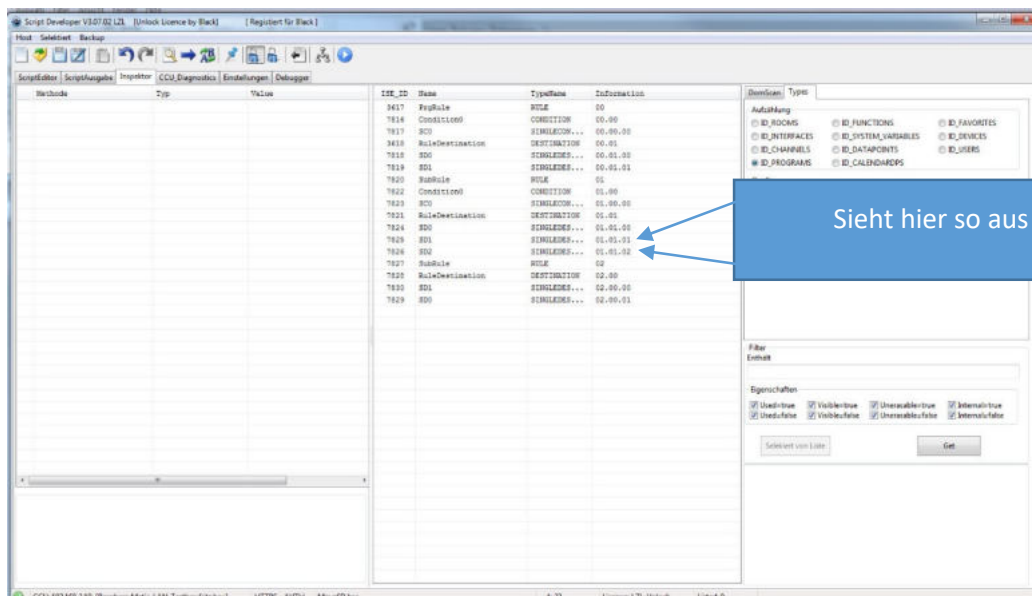 Script Developer V3.07.02 LZL [Unlock Licence by Black] [ Registiert für Black ]
Host Selektiert Backup
ScriptEditor ScriptAusgabe Inspektor CCU_Diagnostics Einstellungen Debugger
Methode Typ Value
ISE_ID Name TypeName Information
3617 PrgRule RULE 00
7816 Condition0 CONDITION 00.00
7817 SC0 SINGLECON... 00.00.00
3618 RuleDestination DESTINATION 00.01
7818 SD0 SINGLEDES... 00.01.00
7819 SD1 SINGLEDES... 00.01.01
7820 SubRule RULE 01
7822 Condition0 CONDITION 01.00
7823 SC0 SINGLECON... 01.00.00
7821 RuleDestination DESTINATION 01.01
7824 SD0 SINGLEDES... 01.01.00
7825 SD1 SINGLEDES... 01.01.01
7826 SD2 SINGLEDES... 01.01.02
7827 SubRule RULE 02
7828 RuleDestination DESTINATION 02.00
7830 SD1 SINGLEDES... 02.00.00
7829 SD0 SINGLEDES... 02.00.01
DomScan Types
Aufzählung
ID_ROOMS ID_FUNCTIONS ID_FAVORITES
ID_INTERFACES ID_SYSTEM_VARIABLES ID_DEVICES
ID_CHANNELS ID_DATAPOINTS ID_USERS
ID_PROGRAMS ID_CALENDARDPS
Sieht hier so aus
Filter
Enthält
Eigenschaften
Used=true Visible=true Unerasable=true Internal=true
Used=false Visible=false Unerasable=false Internal=false
Selektiert von Liste Get